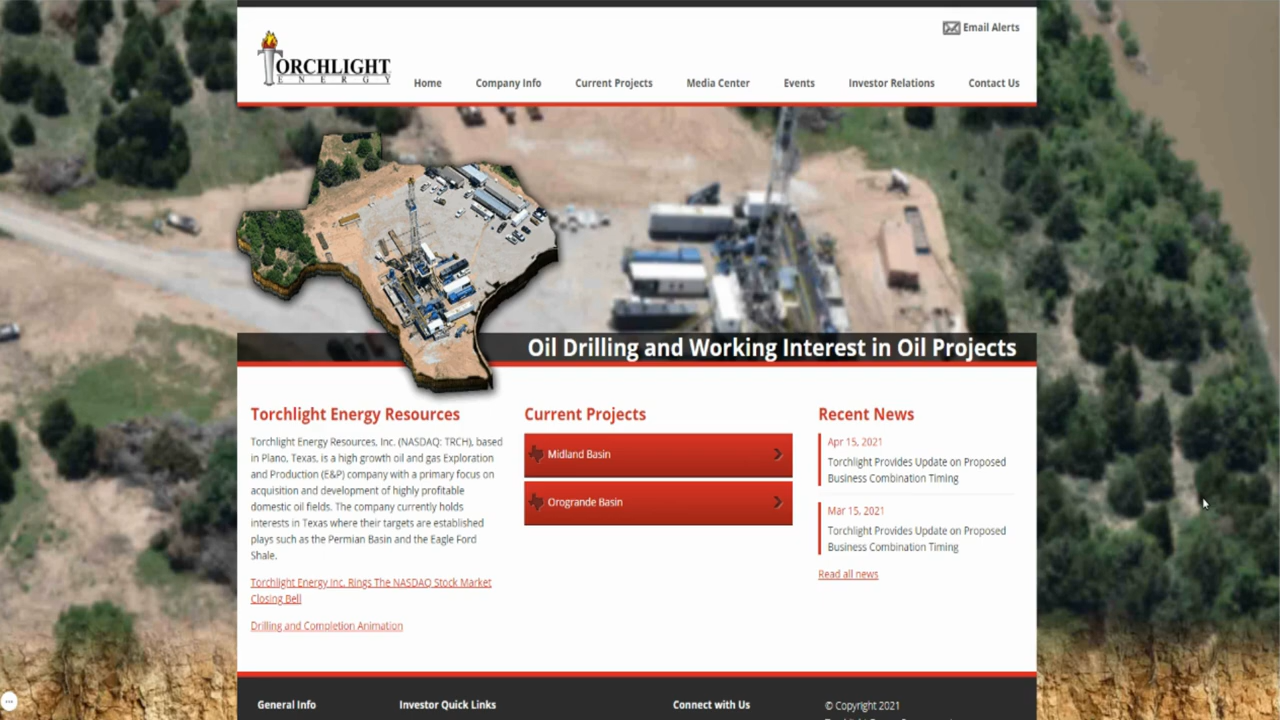 Email Alerts
TORCHLIGHT
ENERGY
Home Company Info Current Projects Media Center Events Investor Relations Contact Us
Oil Drilling and Working Interest in Oil Projects
Torchlight Energy Resources
Torchlight Energy Resources, Inc. (NASDAQ: TRCH), based
in Plano, Texas, is a high growth oil and gas Exploration
and Production (E&P) company with a primary focus on
acquisition and development of highly profitable
domestic oil fields. The company currently holds
interests in Texas where their targets are established
plays such as the Permian Basin and the Eagle Ford
Shale.
Torchlight Energy Inc. Rings The NASDAQ Stock Market
Closing Bell
Drilling and Completion Animation
Current Projects
Midland Basin
Orogrande Basin
Recent News
Apr 15, 2021
Torchlight Provides Update on Proposed
Business Combination Timing
Mar 15, 2021
Torchlight Provides Update on Proposed
Business Combination Timing
Read all news
General Info
Investor Quick Links
Connect with Us
© Copyright 2021